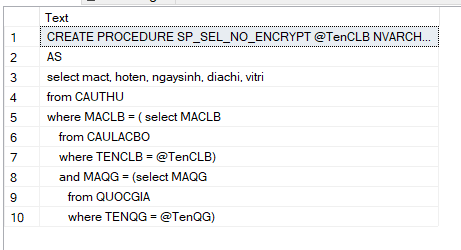 Text
1 CREATE PROCEDURE SP_SEL_NO_ENCRYPT @TenCLB NVARCH...
2 AS
3 select mact, hoten, ngaysinh, diachi, vitri
4 from CAUTHU
5 where MACLB = ( select MACLB
6 from CAULACBO
7 where TENCLB = @TenCLB)
8 and MAQG = (select MAQG
9 from QUOCGIA
10 where TENQG = @TenQG)